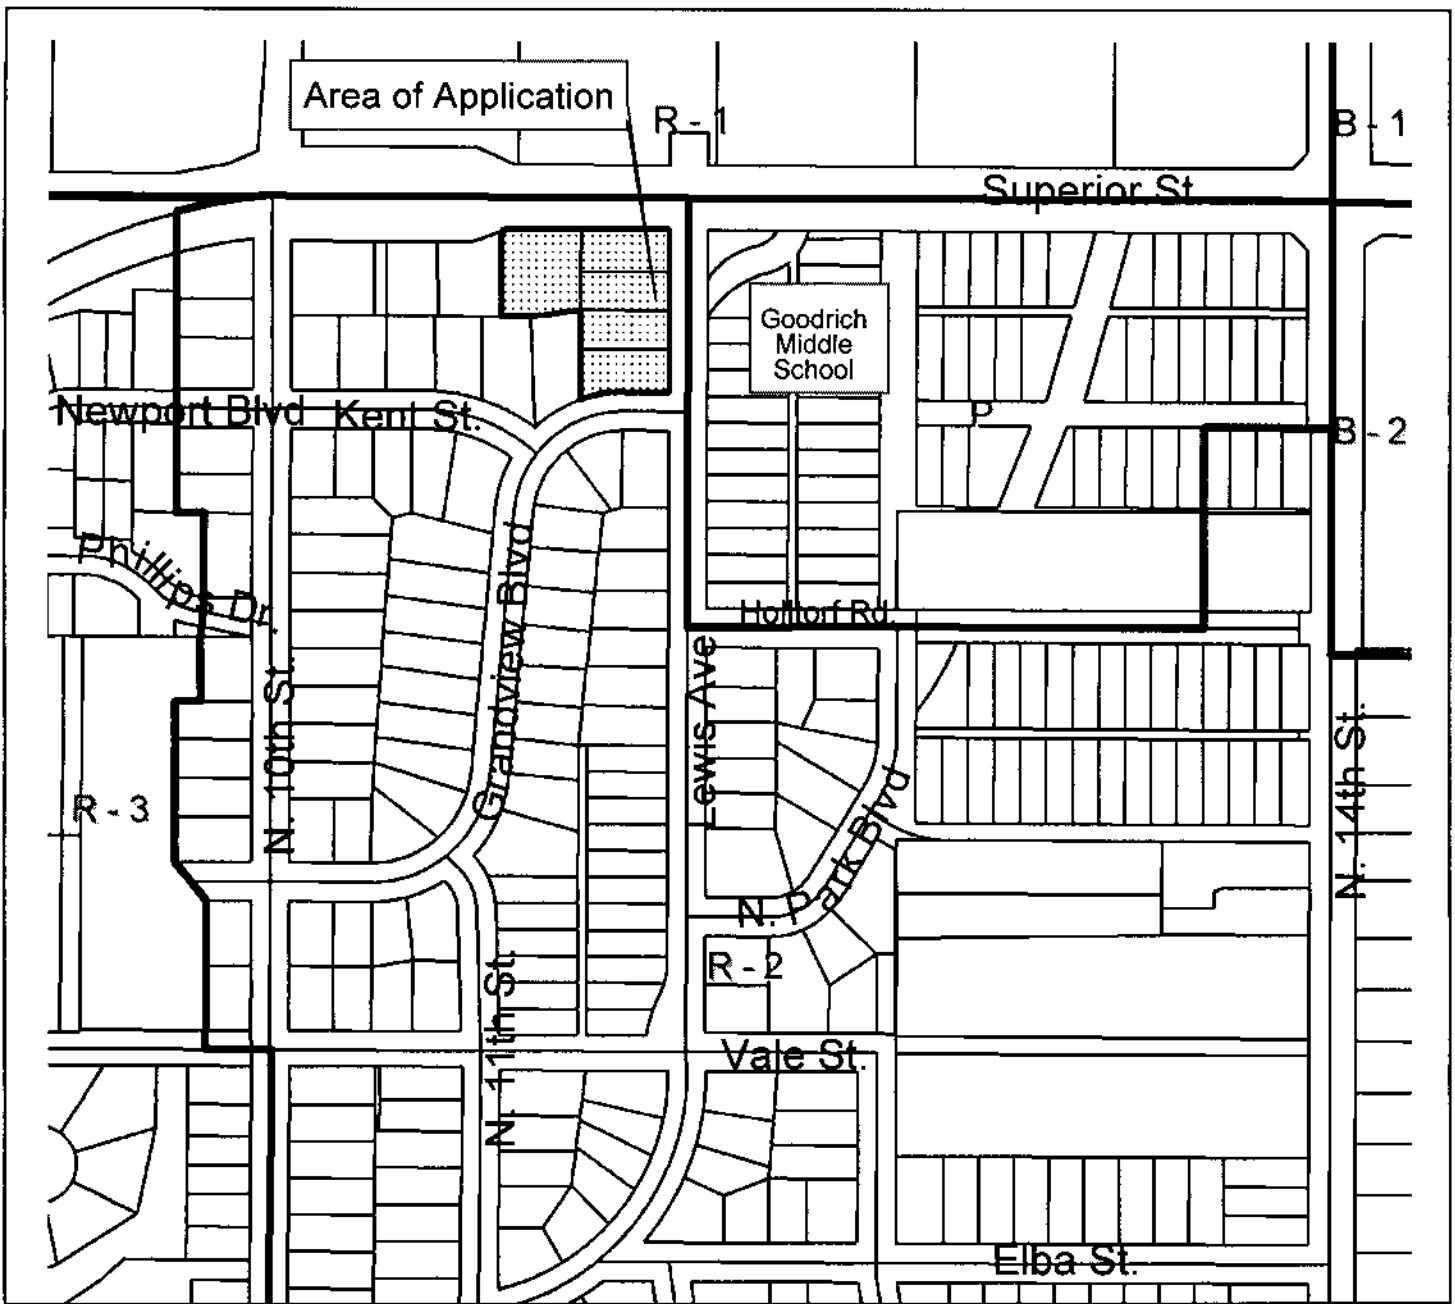 Area of Application
R - 1
B - 1
Superior St.
Goodrich
Middle
School
Newport Blvd
Kent St.
P
B - 2
Phillips Dr.
Grandview Blvd
Holtorf Rd.
Lewis Ave
N. 10th St.
N. 14th St.
R - 3
N. Park Blvd
R - 2
N. 11th St.
Vale St.
Elba St.